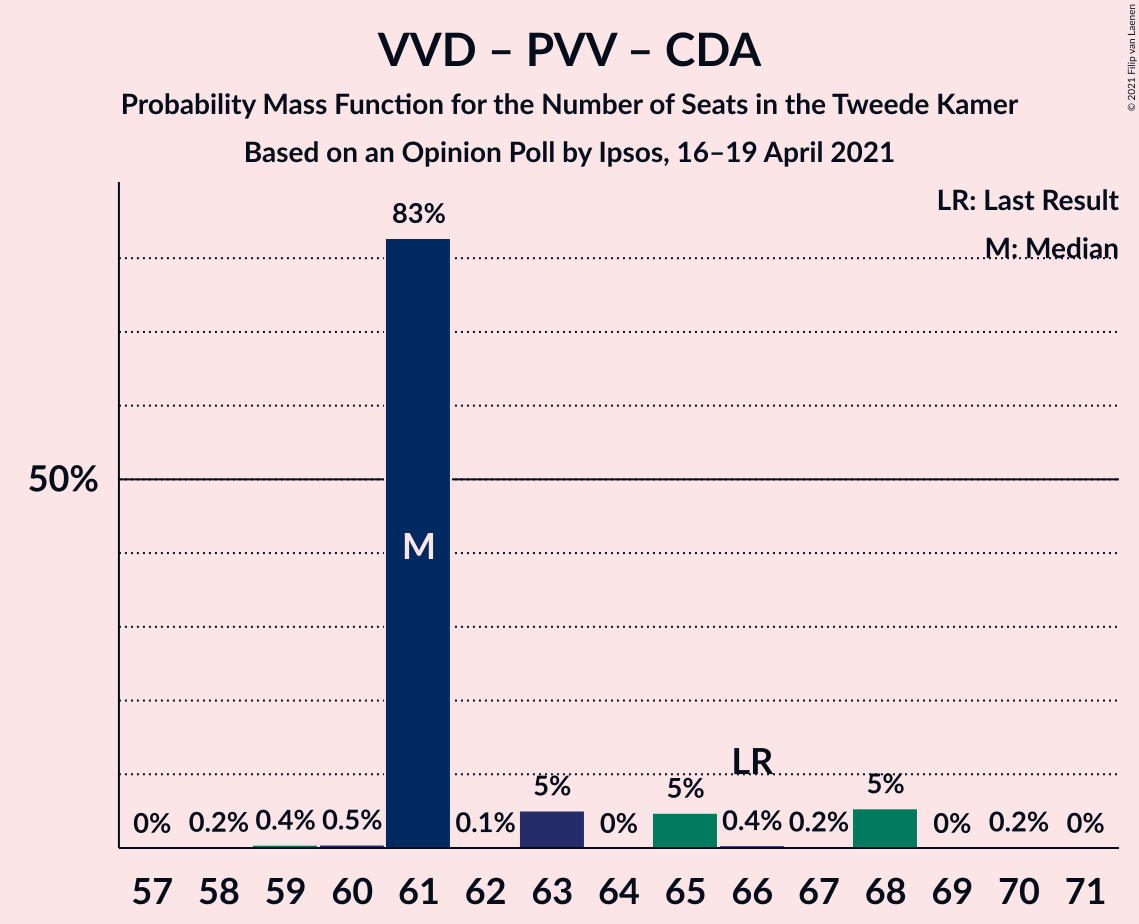 VVD – PVV – CDA
Probability Mass Function for the Number of Seats in the Tweede Kamer
Based on an Opinion Poll by Ipsos, 16–19 April 2021
© 2021 Filip van Laenen
LR: Last Result
M: Median
50%
83%
M
LR
0% 0.2% 0.4% 0.5% 0.1% 5% 0% 5% 0.4% 0.2% 5% 0% 0.2% 0%
57 58 59 60 61 62 63 64 65 66 67 68 69 70 71